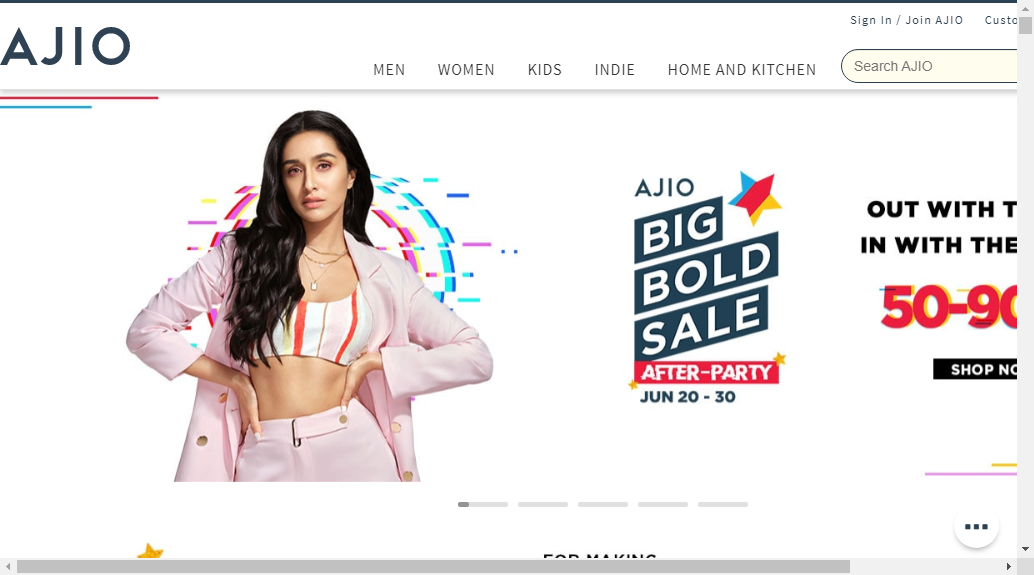 Sign In / Join AJIO
Custo
AJIO
MEN
WOMEN
KIDS
INDIE
HOME AND KITCHEN
Search AJIO
AJIO
BIG
BOLD
SALE
AFTER-PARTY
JUN 20 - 30
OUT WITH T
IN WITH THE
50-90
SHOP NO
FOR MAKING